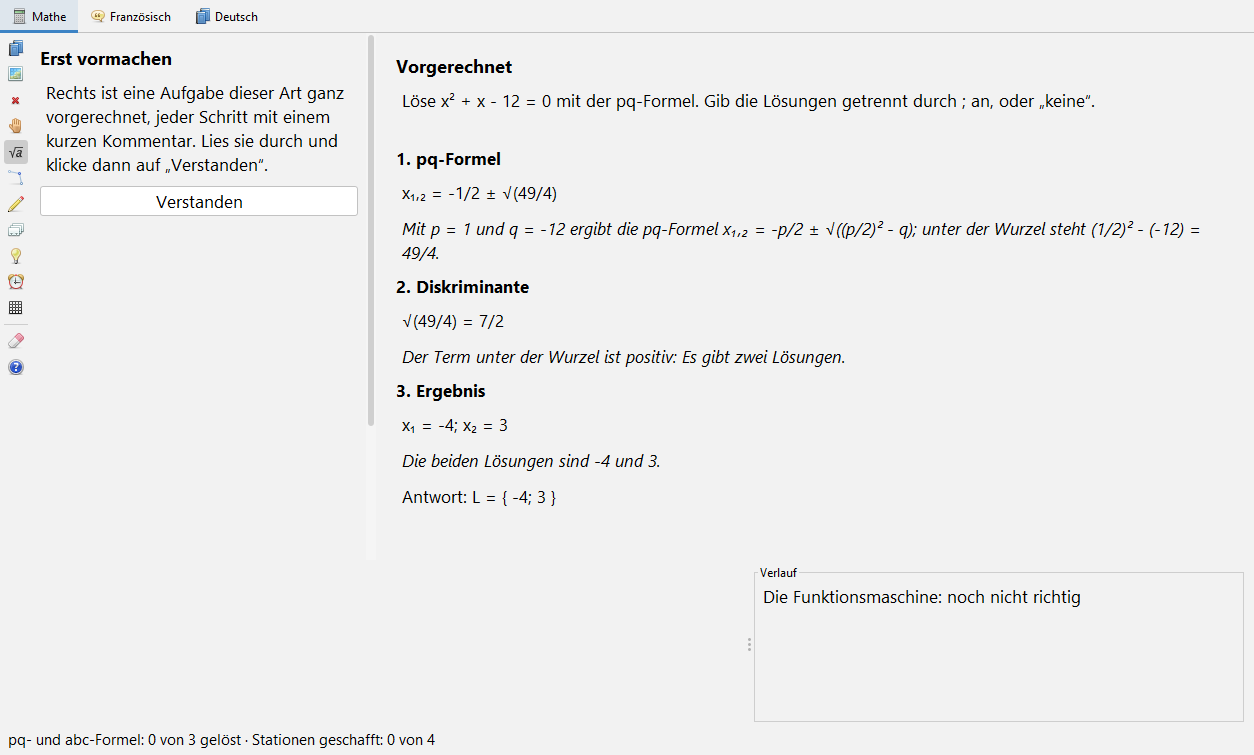 Mathe
Französisch
Deutsch
Erst vormachen
Rechts ist eine Aufgabe dieser Art ganz
vorgerechnet, jeder Schritt mit einem
kurzen Kommentar. Lies sie durch und
klicke dann auf „Verstanden“.
Verstanden
Vorgerechnet
Löse x² + x - 12 = 0 mit der pq-Formel. Gib die Lösungen getrennt durch ; an, oder „keine“.
1. pq-Formel
x₁,₂ = -1/2 ± √(49/4)
Mit p = 1 und q = -12 ergibt die pq-Formel x₁,₂ = -p/2 ± √((p/2)² - q); unter der Wurzel steht (1/2)² - (-12) =
49/4.
2. Diskriminante
√(49/4) = 7/2
Der Term unter der Wurzel ist positiv: Es gibt zwei Lösungen.
3. Ergebnis
x₁ = -4; x₂ = 3
Die beiden Lösungen sind -4 und 3.
Antwort: L = { -4; 3 }
Verlauf
Die Funktionsmaschine: noch nicht richtig
pq- und abc-Formel: 0 von 3 gelöst · Stationen geschafft: 0 von 4